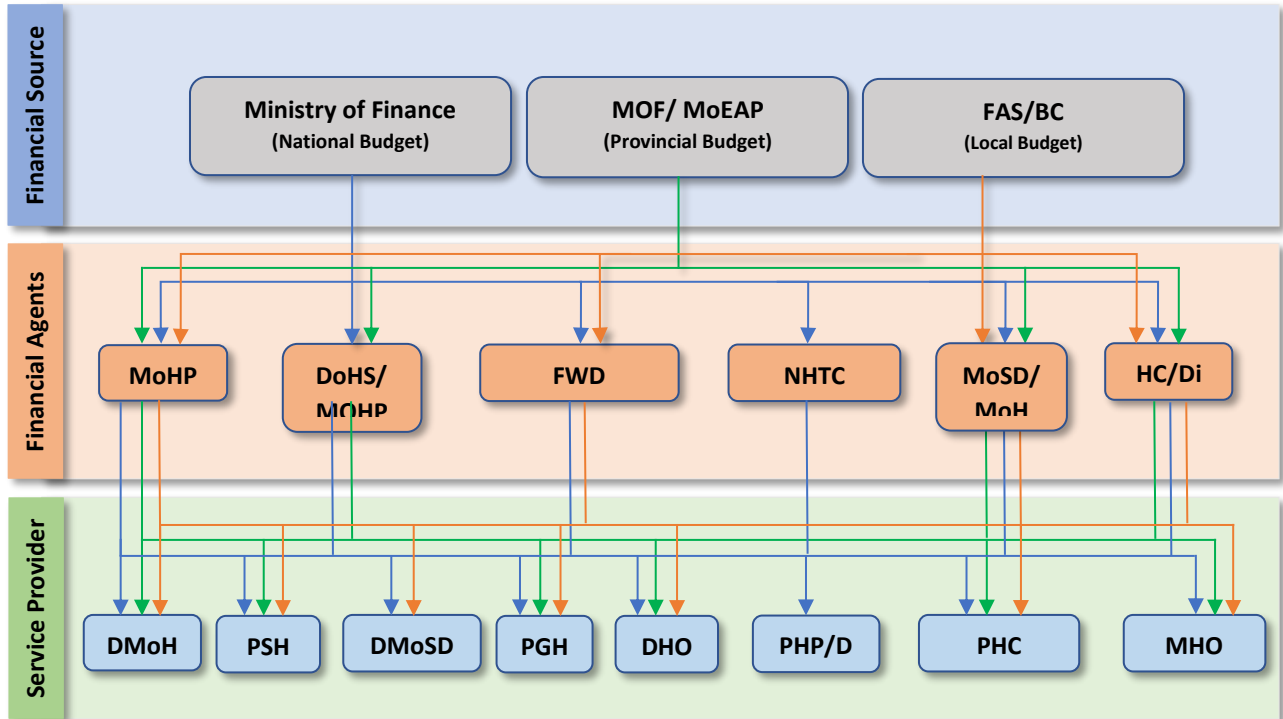 Financial Source
Ministry of Finance
(National Budget)
MOF/ MoEAP
(Provincial Budget)
FAS/BC
(Local Budget)
Financial Agents
MoHP
DoHS/
MOHP
FWD
NHTC
MoSD/
MoH
HC/Di
Service Provider
DMoH
PSH
DMoSD
PGH
DHO
PHP/D
PHC
MHO